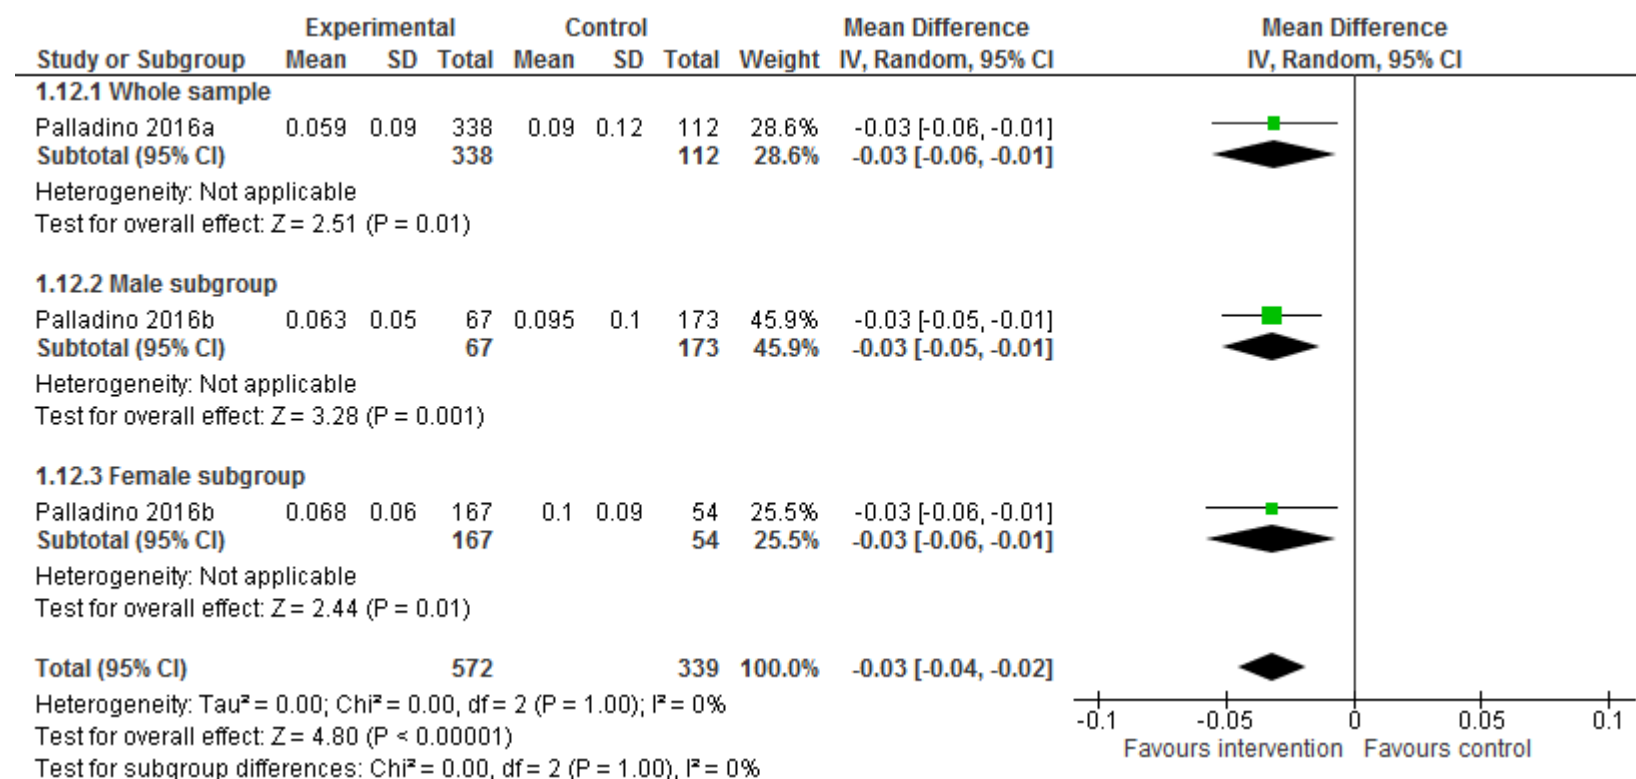 Experimental Control Mean Difference Mean Difference
Study or Subgroup Mean SD Total Mean SD Total Weight IV, Random, 95% CI IV, Random, 95% CI
1.12.1 Whole sample
Palladino 2016a 0.059 0.09 338 0.09 0.12 112 28.6% -0.03 [-0.06, -0.01]
Subtotal (95% CI) 338 112 28.6% -0.03 [-0.06, -0.01]
Heterogeneity: Not applicable
Test for overall effect: Z = 2.51 (P = 0.01)
1.12.2 Male subgroup
Palladino 2016b 0.063 0.05 67 0.095 0.1 173 45.9% -0.03 [-0.05, -0.01]
Subtotal (95% CI) 67 173 45.9% -0.03 [-0.05, -0.01]
Heterogeneity: Not applicable
Test for overall effect: Z = 3.28 (P = 0.001)
1.12.3 Female subgroup
Palladino 2016b 0.068 0.06 167 0.1 0.09 54 25.5% -0.03 [-0.06, -0.01]
Subtotal (95% CI) 167 54 25.5% -0.03 [-0.06, -0.01]
Heterogeneity: Not applicable
Test for overall effect: Z = 2.44 (P = 0.01)
Total (95% CI) 572 339 100.0% -0.03 [-0.04, -0.02]
Heterogeneity: Tau² = 0.00; Chi² = 0.00, df = 2 (P = 1.00); I² = 0%
Test for overall effect: Z = 4.80 (P < 0.00001)
Test for subgroup differences: Chi² = 0.00, df = 2 (P = 1.00), I² = 0%
-0.1 -0.05 0 0.05 0.1
Favours intervention Favours control